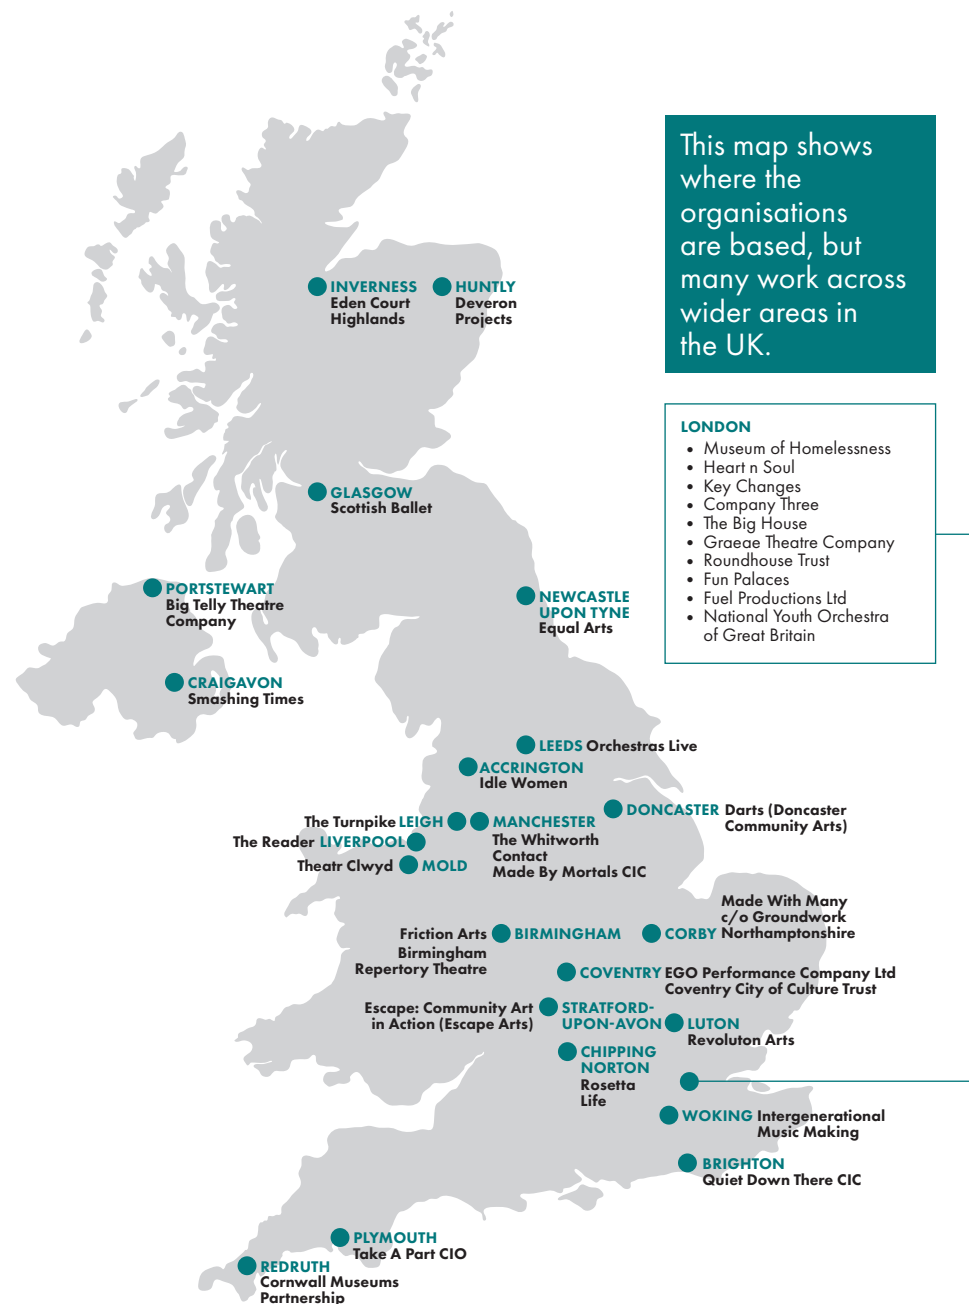 This map shows
where the
organisations
are based, but
many work across
wider areas in
the UK.
INVERNESS
Eden Court
Highlands
HUNTLY
Deveron
Projects
LONDON
• Museum of Homelessness
• Heart n Soul
• Key Changes
• Company Three
• The Big House
• Graeae Theatre Company
• Roundhouse Trust
• Fun Palaces
• Fuel Productions Ltd
• National Youth Orchestra
of Great Britain
GLASGOW
Scottish Ballet
PORTSTEWART
Big Telly Theatre
Company
NEWCASTLE
UPON TYNE
Equal Arts
CRAIGAVON
Smashing Times
LEEDS Orchestras Live
ACCRINGTON
Idle Women
DONCASTER Darts (Doncaster
Community Arts)
The Turnpike LEIGH
MANCHESTER
The Whitworth
Contact
Made By Mortals CIC
The Reader LIVERPOOL
Theatr Clwyd MOLD
Made With Many
c/o Groundwork
CORBY Northamptonshire
Friction Arts BIRMINGHAM
Birmingham
Repertory Theatre
COVENTRY EGO Performance Company Ltd
Coventry City of Culture Trust
Escape: Community Art
in Action (Escape Arts)
STRATFORD-
UPON-AVON
LUTON
Revoluton Arts
CHIPPING
NORTON
Rosetta
Life
WOKING Intergenerational
Music Making
BRIGHTON
Quiet Down There CIC
PLYMOUTH
Take A Part CIO
REDRUTH
Cornwall Museums
Partnership